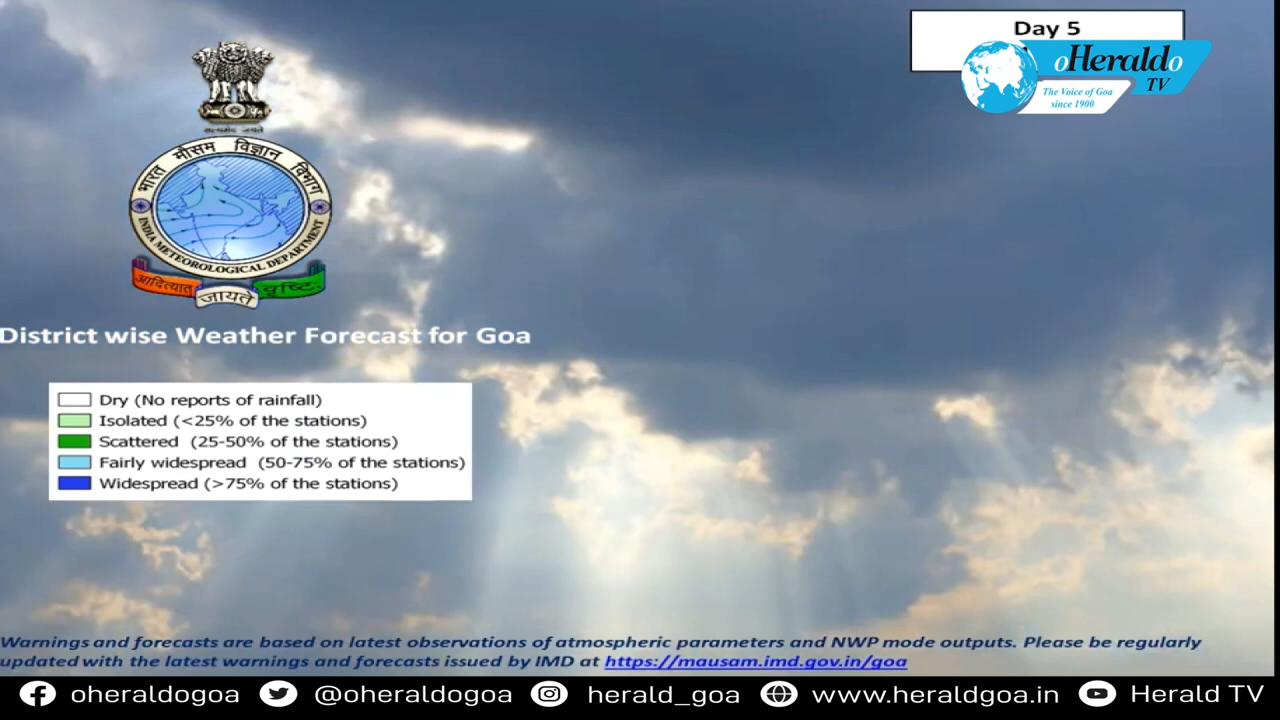 Day 5
oHeraldo
TV
The Voice of Goa
since 1900
सत्यमेव जयते
भारत मौसम विज्ञान विभाग
INDIA METEOROLOGICAL DEPARTMENT
आदित्यात् जायते वृष्टि:
District wise Weather Forecast for Goa
Dry (No reports of rainfall)
Isolated (<25% of the stations)
Scattered (25-50% of the stations)
Fairly widespread (50-75% of the stations)
Widespread (>75% of the stations)
Warnings and forecasts are based on latest observations of atmospheric parameters and NWP mode outputs. Please be regularly
updated with the latest warnings and forecasts issued by IMD at https://mausam.imd.gov.in/goa
oheraldogoa @oheraldogoa herald_goa www.heraldgoa.in Herald TV